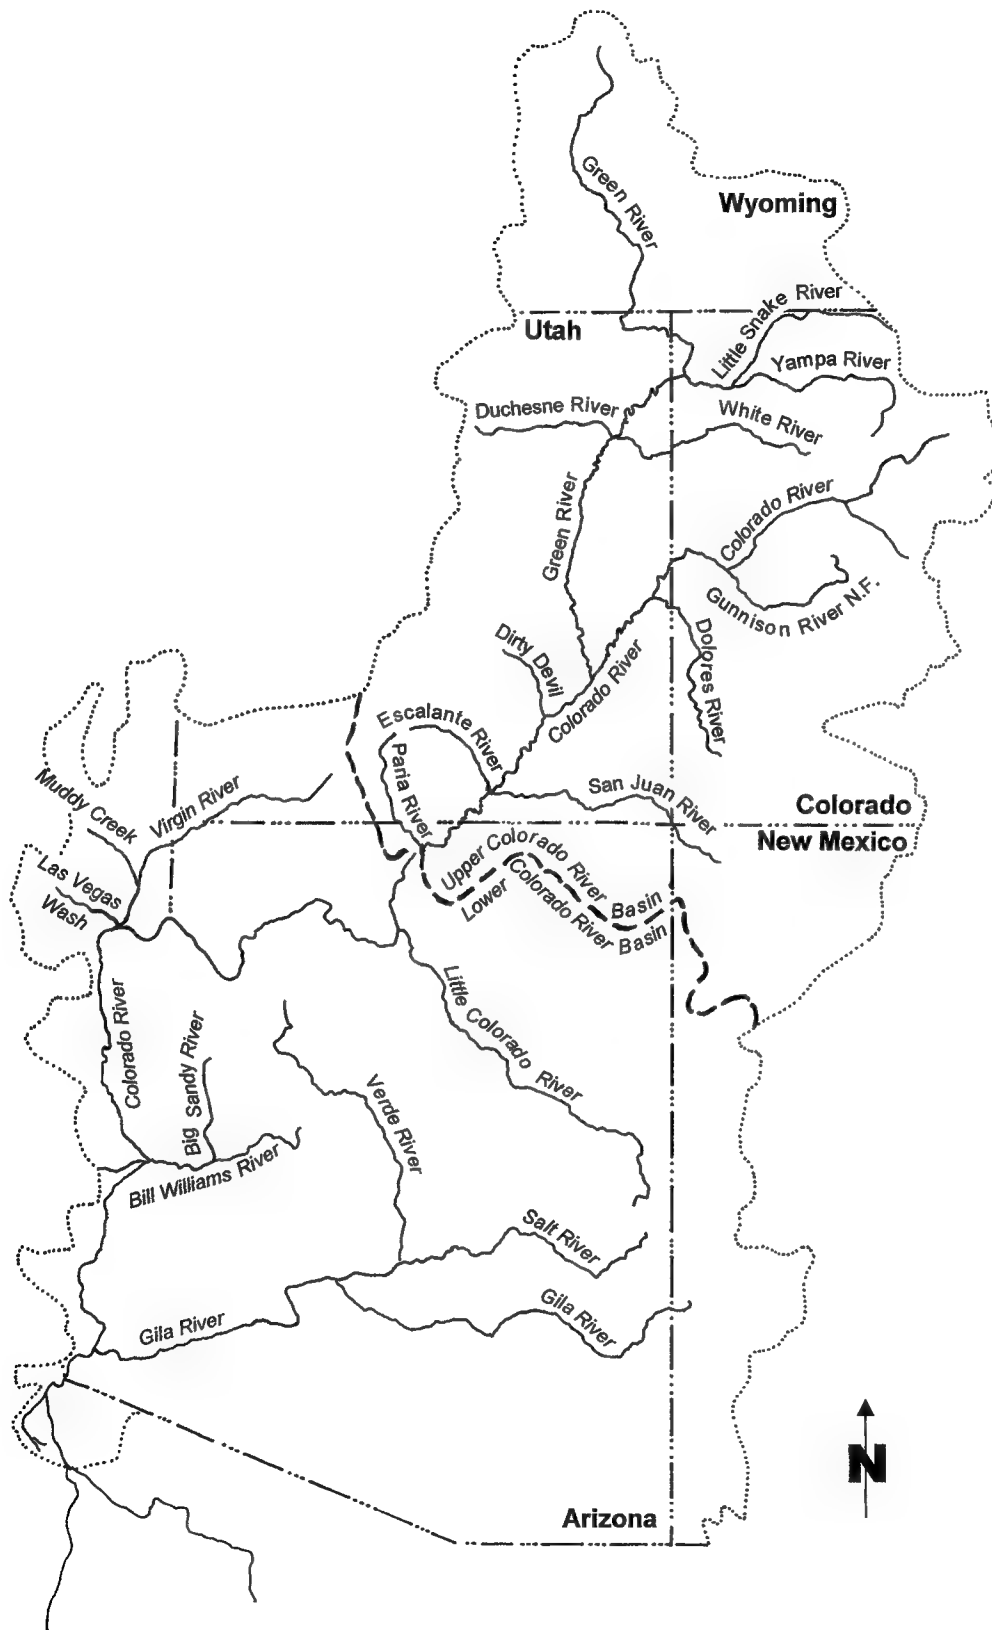 Green River
Wyoming
Little Snake River
Utah
Yampa River
Duchesne River
White River
Green River
Colorado River
Gunnison River N.F.
Dirty Devil
Colorado River
Dolores River
Escalante River
Paria River
San Juan River
Muddy Creek
Virgin River
Colorado
New Mexico
Las Vegas
Wash
Upper Colorado River Basin
Lower Colorado River Basin
Colorado River
Little Colorado River
Big Sandy River
Verde River
Bill Williams River
Salt River
Gila River
Gila River
N
Arizona